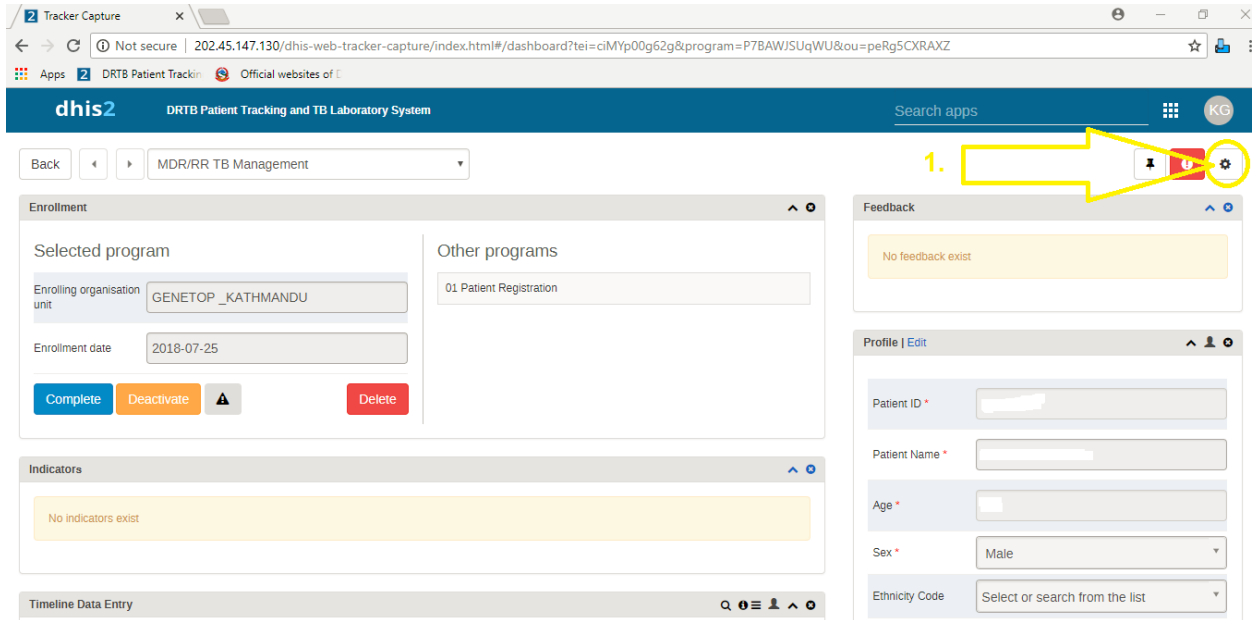 2 Tracker Capture
Not secure | 202.45.147.130/dhis-web-tracker-capture/index.html#/dashboard?tei=ciMYp00g62g&program=P7BAWJSUqWU&ou=peRg5CXRAXZ
Apps 2 DRTB Patient Trackin Official websites of D
dhis2 DRTB Patient Tracking and TB Laboratory System Search apps KG
Back MDR/RR TB Management 1.
Enrollment
Selected program
Other programs
Enrolling organisation unit
GENETOP _KATHMANDU
01 Patient Registration
Enrollment date
2018-07-25
Complete Deactivate Delete
Indicators
No indicators exist
Timeline Data Entry
Feedback
No feedback exist
Profile | Edit
Patient ID *
Patient Name *
Age *
Sex * Male
Ethnicity Code Select or search from the list